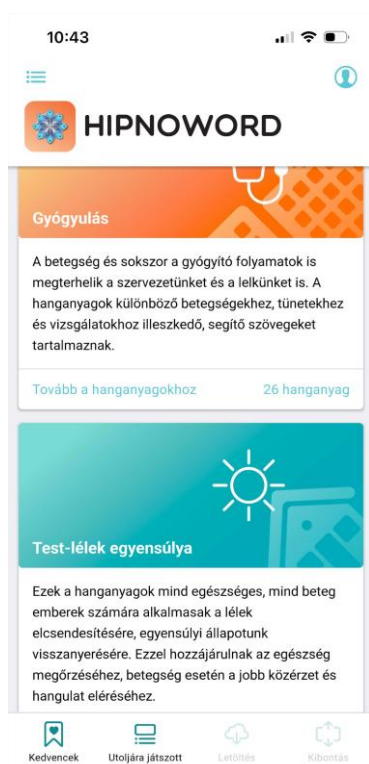 10:43
HIPNOWORD
Gyógyulás
A betegség és sokszor a gyógyító folyamatok is
megterhelik a szervezetünket és a lelkünket is. A
hanganyagok különböző betegségekhez, tünetekhez
és vizsgálatokhoz illeszkedő, segítő szövegeket
tartalmaznak.
Tovább a hanganyagokhoz 26 hanganyag
Test-lélek egyensúlya
Ezek a hanganyagok mind egészséges, mind beteg
emberek számára alkalmasak a lélek
elcsendesítésére, egyensúlyi állapotunk
visszanyerésére. Ezzel hozzájárulnak az egészség
megőrzéséhez, betegség esetén a jobb közérzet és
hangulat eléréséhez.
Kedvencek Utoljára játszott Letöltés Kibontás